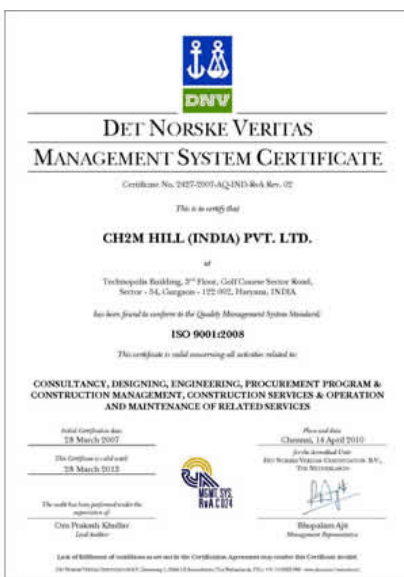 DNV
DET NORSKE VERITAS
MANAGEMENT SYSTEM CERTIFICATE
Certificate No. 2427-2007-AQ-IND-RvA Rev. 02
This is to certify that
CH2M HILL (INDIA) PVT. LTD.
at
Technopolis Building, 3rd Floor, Golf Course Sector Road,
Sector - 54, Gurgaon - 122 002, Haryana, INDIA
has been found to conform to the Quality Management System Standard:
ISO 9001:2008
This certificate is valid concerning all activities related to:
CONSULTANCY, DESIGNING, ENGINEERING, PROCUREMENT PROGRAM &
CONSTRUCTION MANAGEMENT, CONSTRUCTION SERVICES & OPERATION
AND MAINTENANCE OF RELATED SERVICES
Initial Certification date:
28 March 2007
Place and date:
Chennai, 14 April 2010
This Certificate is valid until:
28 March 2013
for the Accredited Unit:
DET NORSKE VERITAS CERTIFICATION B.V.,
THE NETHERLANDS
MGMT. SYS.
RvA C 024
The audit has been performed under the
supervision of
Om Prakash Khullar
Lead Auditor
Bhopalam Ajit
Management Representative
Lack of fulfilment of conditions as set out in the Certification Agreement may render this Certificate invalid.